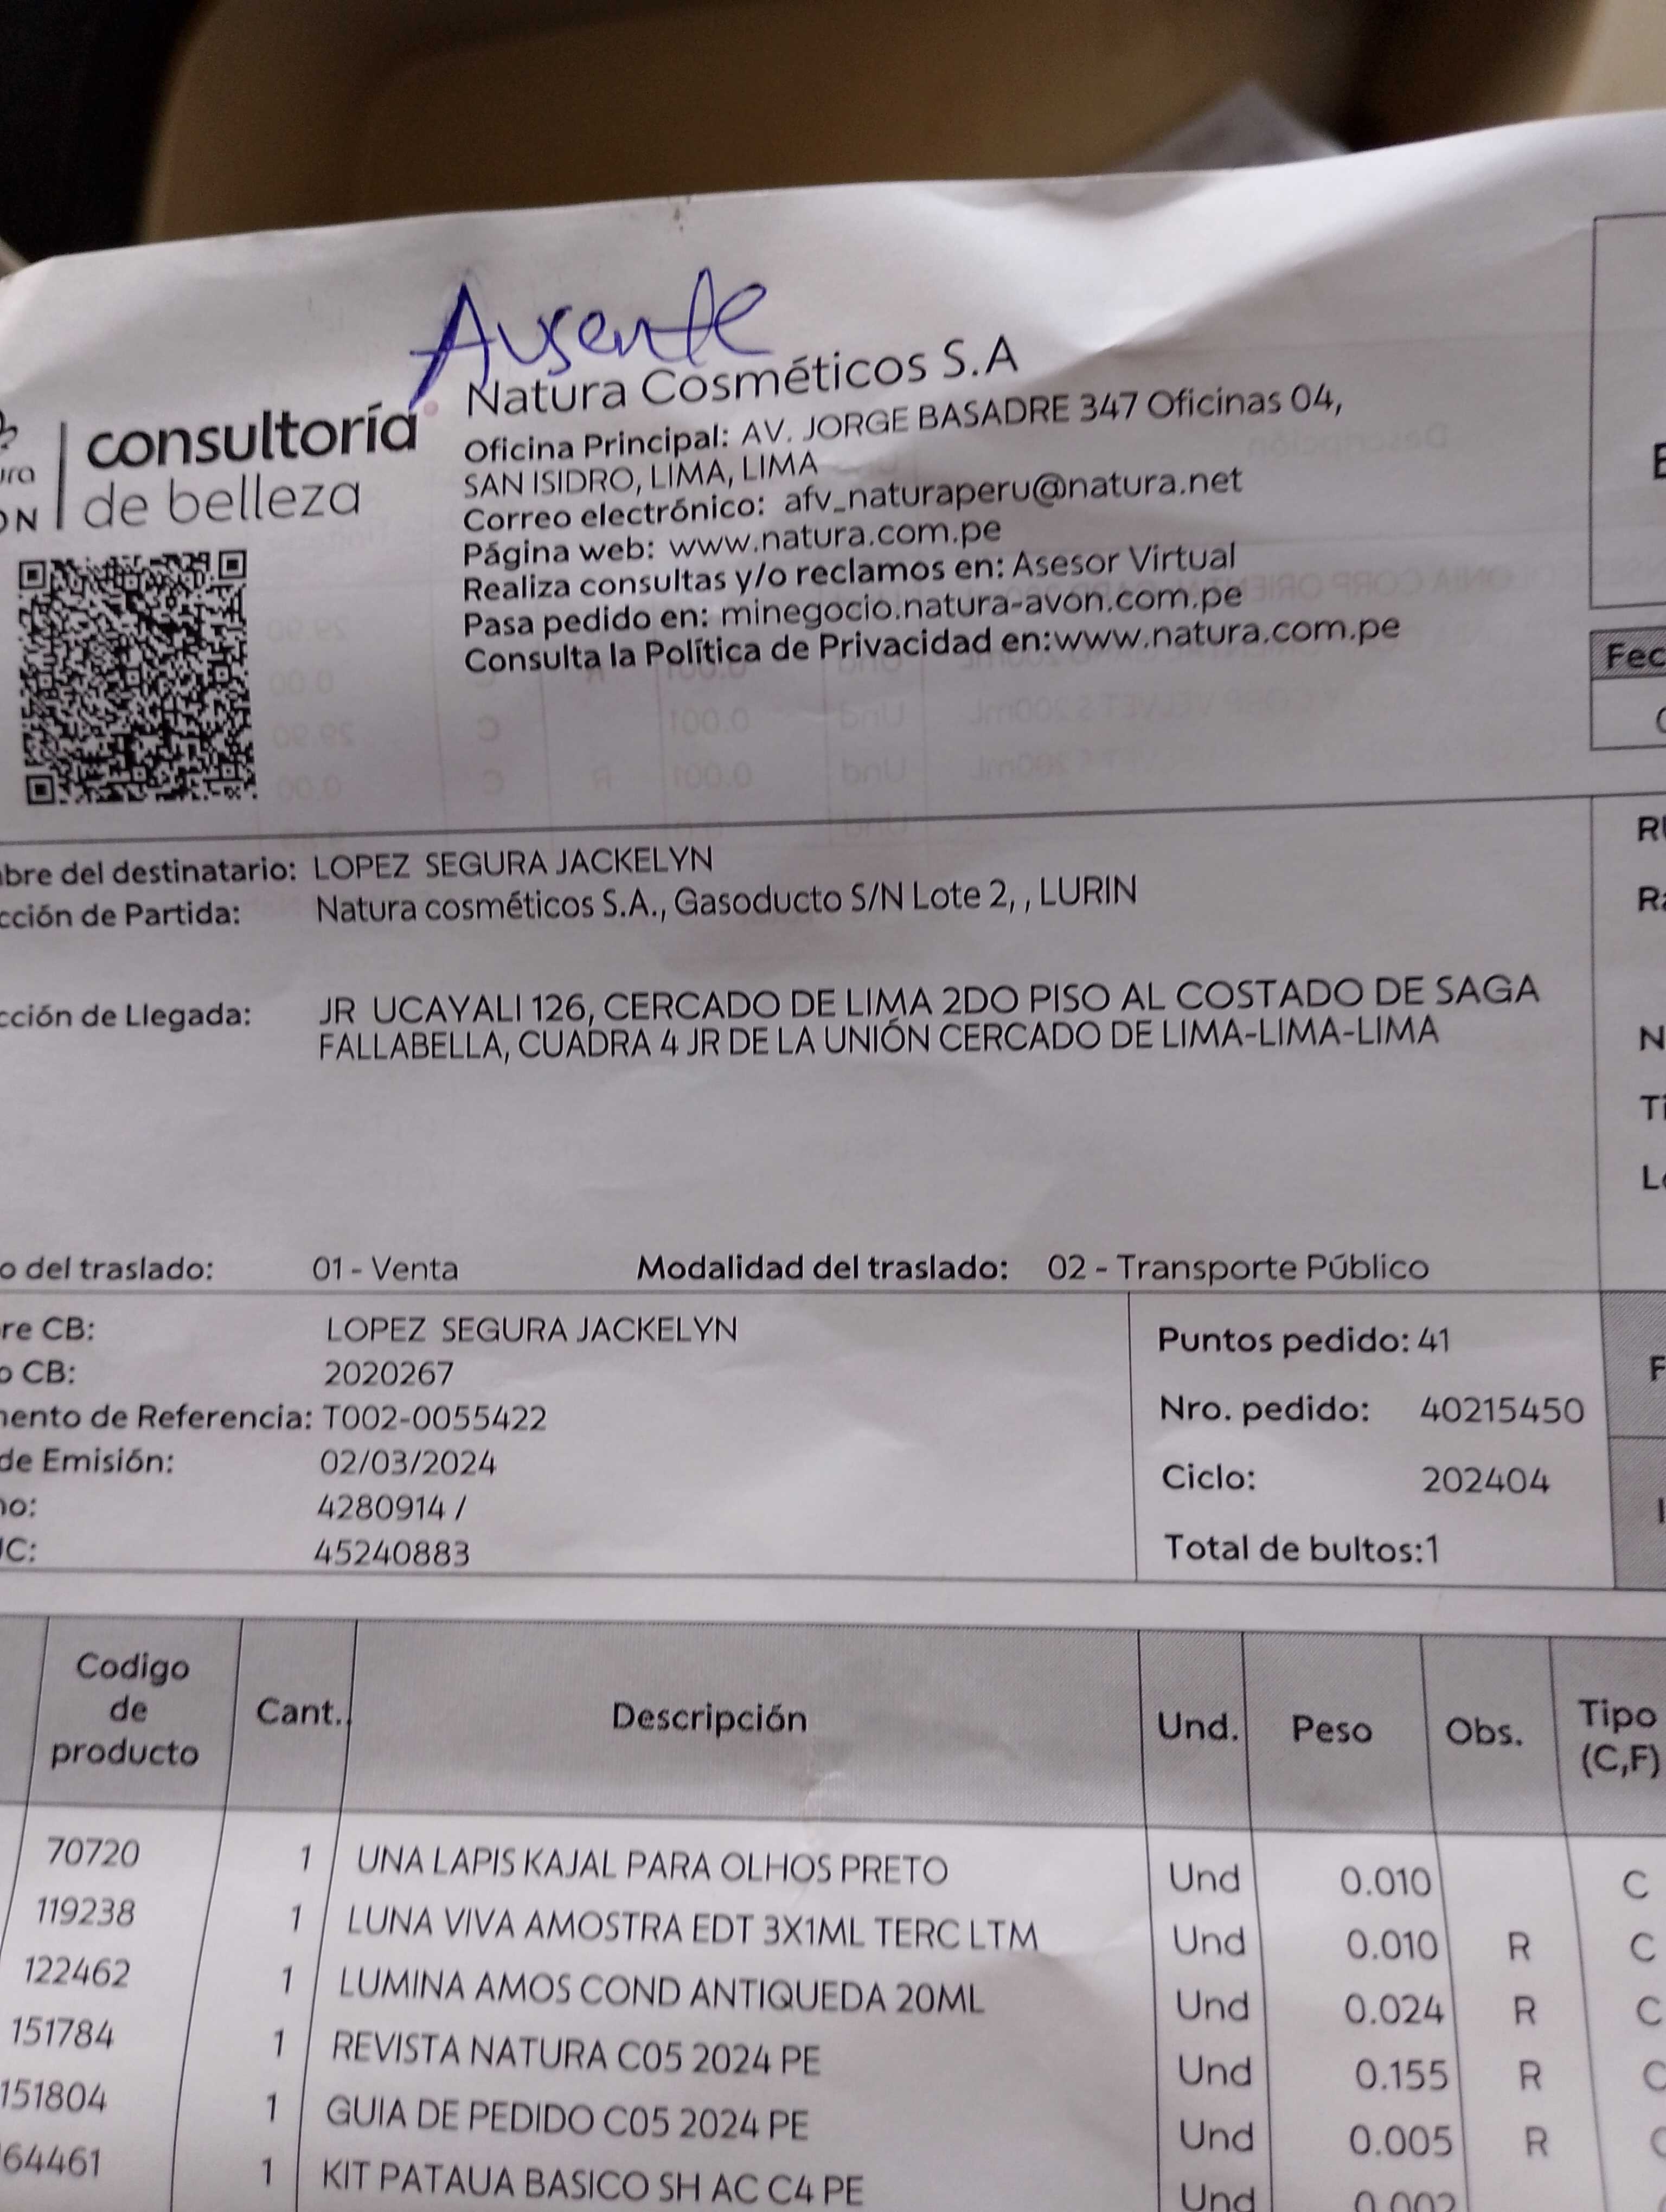 Ausente
Natura Cosméticos S.A
consultoría
de belleza
Oficina Principal: AV. JORGE BASADRE 347 Oficinas 04,
SAN ISIDRO, LIMA, LIMA
Correo electrónico: afv_naturaperu@natura.net
Página web: www.natura.com.pe
Realiza consultas y/o reclamos en: Asesor Virtual
Pasa pedido en: minegocio.natura-avon.com.pe
Consulta la Política de Privacidad en:www.natura.com.pe
Fec
bre del destinatario: LOPEZ SEGURA JACKELYN
cción de Partida: Natura cosméticos S.A., Gasoducto S/N Lote 2, , LURIN
cción de Llegada: JR UCAYALI 126, CERCADO DE LIMA 2DO PISO AL COSTADO DE SAGA
FALLABELLA, CUADRA 4 JR DE LA UNIÓN CERCADO DE LIMA-LIMA-LIMA
o del traslado: 01 - Venta Modalidad del traslado: 02 - Transporte Público
re CB: LOPEZ SEGURA JACKELYN
o CB: 2020267
ento de Referencia: T002-0055422
de Emisión: 02/03/2024
no: 4280914 /
C: 45240883
Puntos pedido: 41
Nro. pedido: 40215450
Ciclo: 202404
Total de bultos:1
Codigo de producto Cant. Descripción Und. Peso Obs. Tipo (C,F)
70720 1 UNA LAPIS KAJAL PARA OLHOS PRETO Und 0.010 C
119238 1 LUNA VIVA AMOSTRA EDT 3X1ML TERC LTM Und 0.010 R C
122462 1 LUMINA AMOS COND ANTIQUEDA 20ML Und 0.024 R C
151784 1 REVISTA NATURA C05 2024 PE Und 0.155 R C
151804 1 GUIA DE PEDIDO C05 2024 PE Und 0.005 R
64461 1 KIT PATAUA BASICO SH AC C4 PE Und 0.002